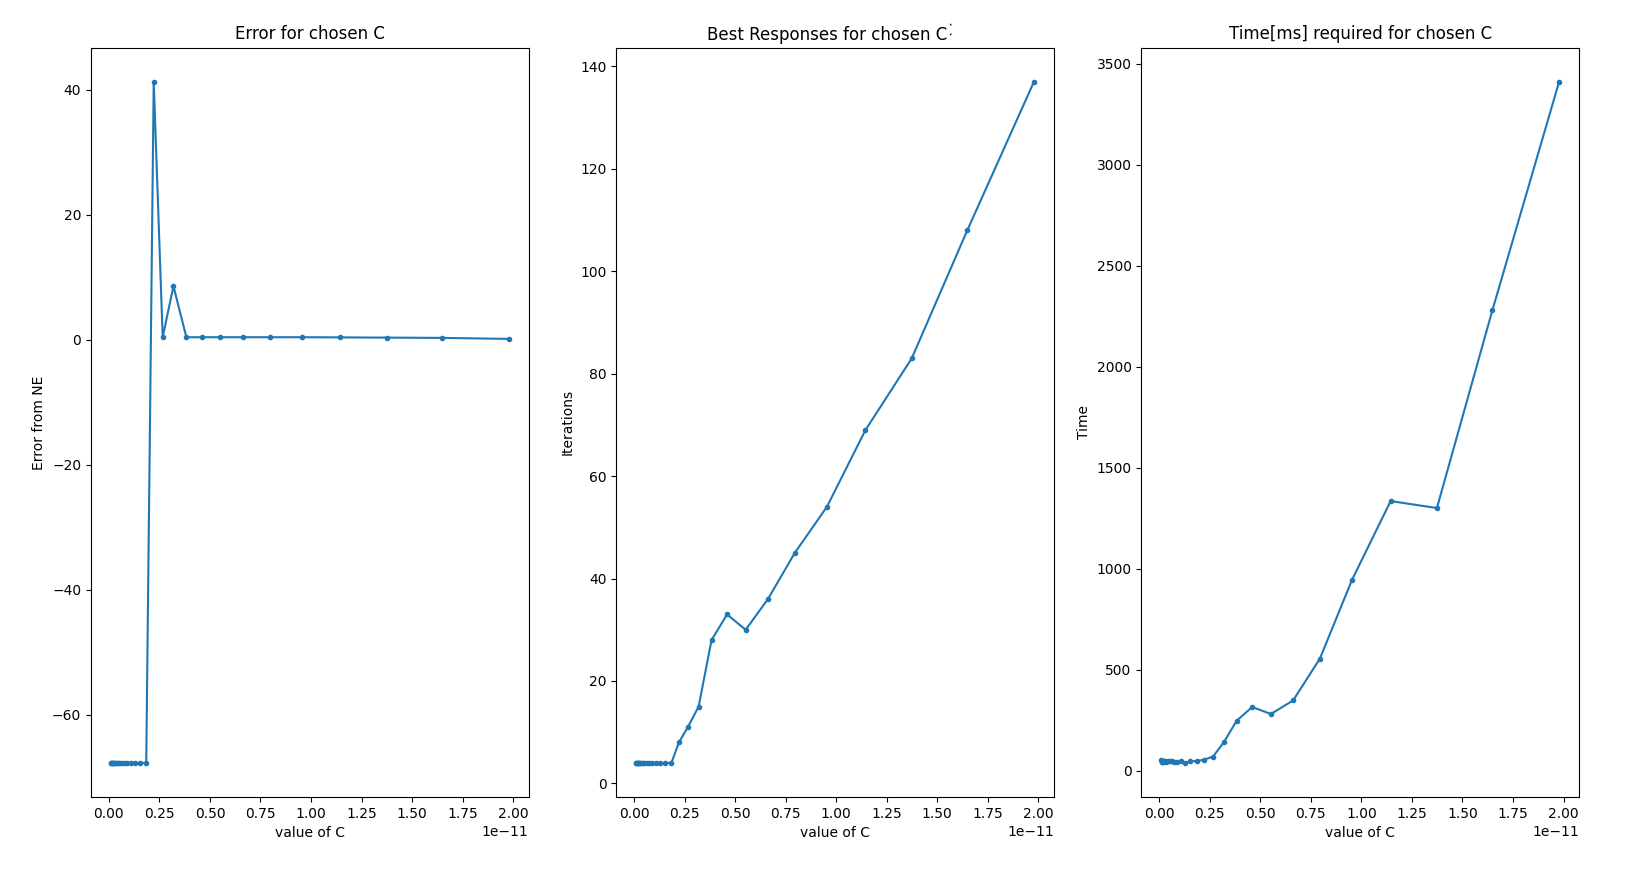 Error for chosen C
Error from NE
40
20
0
−20
−40
−60
0.00 0.25 0.50 0.75 1.00 1.25 1.50 1.75 2.00
1e−11
value of C
Best Responses for chosen C
Iterations
140
120
100
80
60
40
20
0
0.00 0.25 0.50 0.75 1.00 1.25 1.50 1.75 2.00
1e−11
value of C
Time[ms] required for chosen C
Time
3500
3000
2500
2000
1500
1000
500
0
0.00 0.25 0.50 0.75 1.00 1.25 1.50 1.75 2.00
1e−11
value of C